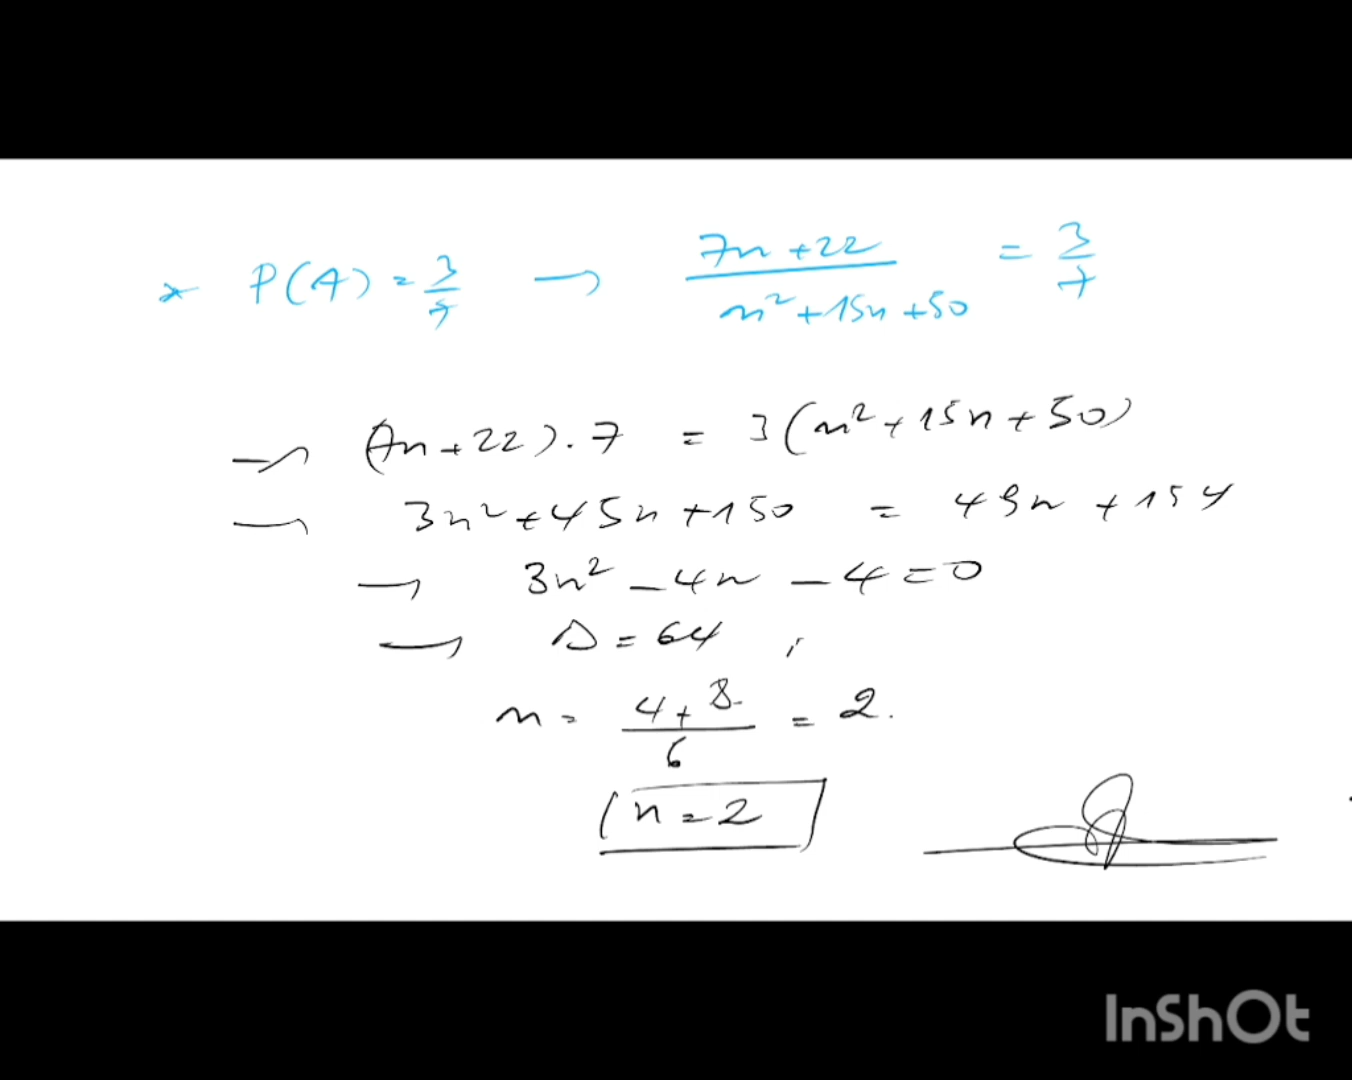 * P(A) = 3/7 → (7n+22)/(n²+15n+50) = 3/7
→ (7n+22).7 = 3(n²+15n+50)
→ 3n²+45n+150 = 49n+154
→ 3n²-4n-4=0
→ Δ=64 ;
n = (4+8)/6 = 2.
n=2
InShOt